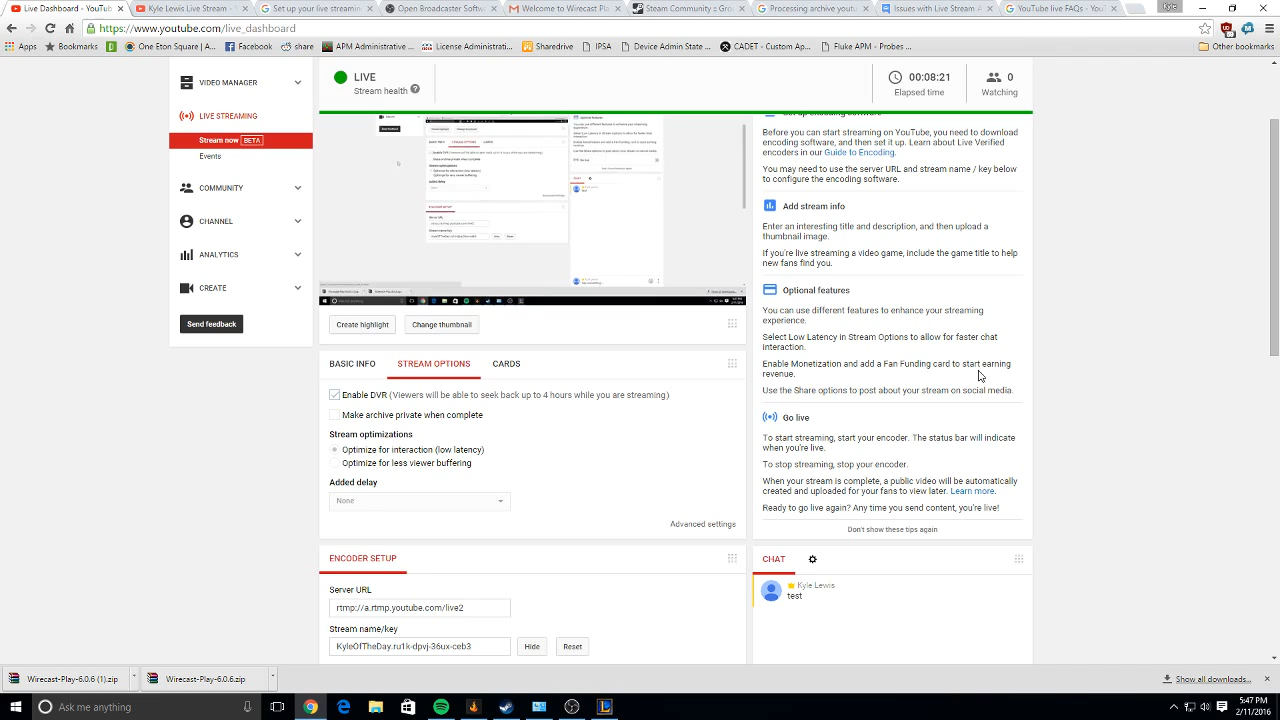 Live Dashboard - YouTub
Kyle Lewis Live Stream -
Set up your live streaming
Open Broadcaster Softw
Welcome to Wirecast Pl
Steam Community :: Gro
Processing archive youtu
Issues with Live Stream A
YouTube live FAQs - You
https://www.youtube.com/live_dashboard
Apps
Pinterest
One Eton Square | An
Facebook
share
APM Administrative
License Administrati
Sharedrive
IPSA
Device Admin State
CADET - Custom Ap
Fluke APM - Probes
Other bookmarks
VIDEO MANAGER
LIVE STREAMING
Stream now BETA
Events
COMMUNITY
CHANNEL
ANALYTICS
CREATE
Send feedback
LIVE
Stream health
00:08:21
Elapsed time
0
Watching
Create highlight
Change thumbnail
BASIC INFO
STREAM OPTIONS
CARDS
Enable DVR (Viewers will be able to seek back up to 4 hours while you are streaming)
Make archive private when complete
Stream optimizations
Optimize for interaction (low latency)
Optimize for less viewer buffering
Added delay
None
Advanced settings
ENCODER SETUP
Server URL
rtmp://a.rtmp.youtube.com/live2
Stream name/key
KyleOfTheDay.ru1k-dpvj-36ux-ceb3
Hide
Reset
Before you can start streaming on YouTube, you need to download
encoding software, and then set it up. Check out Live verified
encoders in our Guide to Encoding.
You may need to use the server URL and stream name / key to
to configure the encoding software.
Add stream info
Enter an interesting title and description, and upload a
thumbnail image.
If you're live streaming a video game, include the game title to help
new fans find you.
Optional features
You can use different features to enhance your streaming
experience.
Select Low Latency in Stream Options to allow for faster chat
interaction.
Enable Monetization and add a Fan Funding card to start earning
revenue.
Use the Share options to post about your stream on social media.
Go live
To start streaming, start your encoder. The status bar will indicate
when you're live.
To stop streaming, stop your encoder.
When your stream is complete, a public video will be automatically
created and uploaded for your fans to view later. Learn more.
Ready to go live again? Any time you send content, you're live!
Don't show these tips again
CHAT
Kyle Lewis
test
Wirecast-Play-6.0.6 (1).zip
Wirecast-Play-6.0.6.zip
Show all downloads...
Ask me anything
5:47 PM
2/11/2016